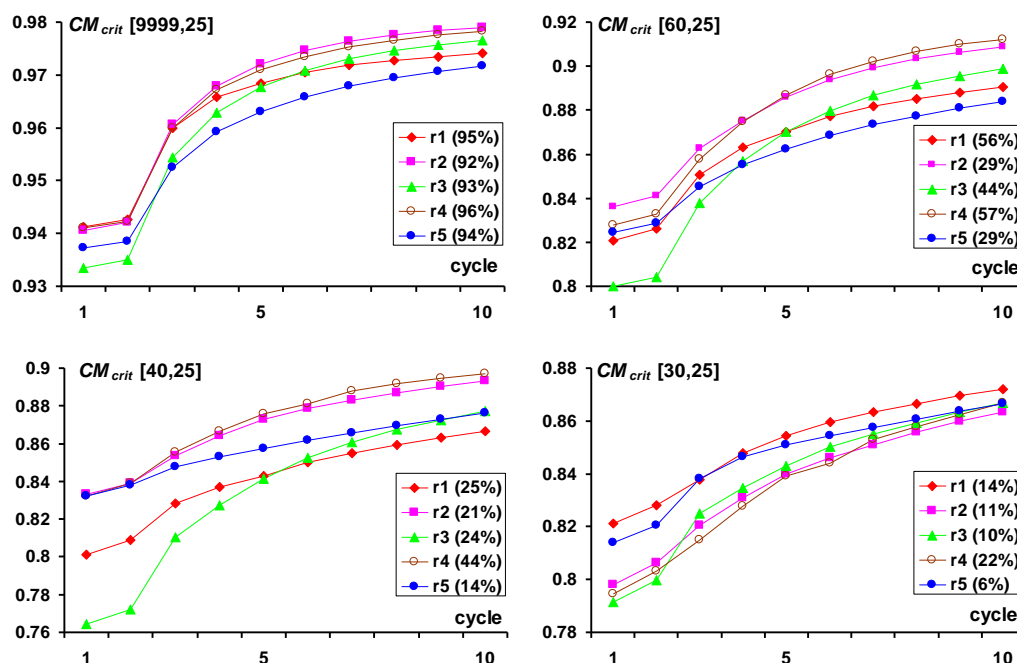 CM crit [9999,25]
0.98
0.97
0.96
0.95
0.94
0.93
r1 (95%)
r2 (92%)
r3 (93%)
r4 (96%)
r5 (94%)
cycle
1 5 10
CM crit [60,25]
0.92
0.9
0.88
0.86
0.84
0.82
0.8
r1 (56%)
r2 (29%)
r3 (44%)
r4 (57%)
r5 (29%)
cycle
1 5 10
CM crit [40,25]
0.9
0.88
0.86
0.84
0.82
0.8
0.78
0.76
r1 (25%)
r2 (21%)
r3 (24%)
r4 (44%)
r5 (14%)
cycle
1 5 10
CM crit [30,25]
0.88
0.86
0.84
0.82
0.8
0.78
r1 (14%)
r2 (11%)
r3 (10%)
r4 (22%)
r5 (6%)
cycle
1 5 10